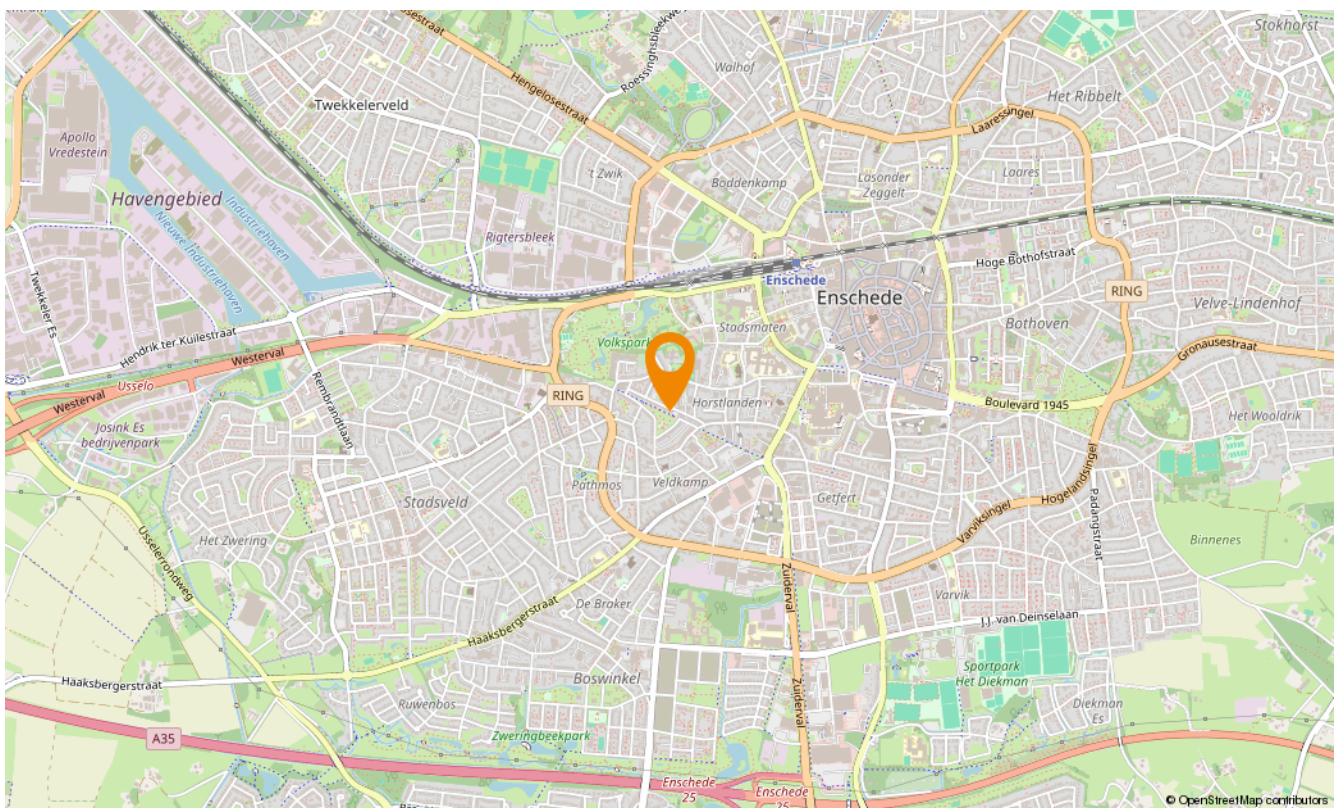 Stokhorst
Walhof
Roessinghsbleekwe
Hengelosestraat
Twekkelerveld
Het Ribbelt
Laaressingel
Apollo
Vredestein
't Zwik
Boddenkamp
Lasonder
Zeggelt
Laares
Havengebied
Industriehaven
Nieuwe Industriehaven
Rigtersbleek
Hoge Bothofstraat
Enschede
Enschede
RING
Velve-Lindenhof
Twekkeler Es
Hendrik ter Kuilestraat
Westerval
Volkspark
Stadsmaten
Bothoven
Gronausestraat
Usselo
Westerval
Rembrandtlaan
RING
Horstlanden
Boulevard 1945
Het Wooldrik
Josink Es
bedrijvenpark
Hogelandsingel
Pathmos
Veldkamp
Getfert
Stadsveld
Varviksingel
Padangstraat
Het Zwering
Binnenes
Usselerrondweg
Zuiderval
De Braker
Varvik
Haaksbergerstraat
J.J. van Deinselaan
Haaksbergerstraat
Boswinkel
Zuiderval
Sportpark
Het Diekman
Ruwenbos
Diekman
Es
A35
Zweringbeekpark
Enschede
25
Enschede
25
© OpenStreetMap contributors